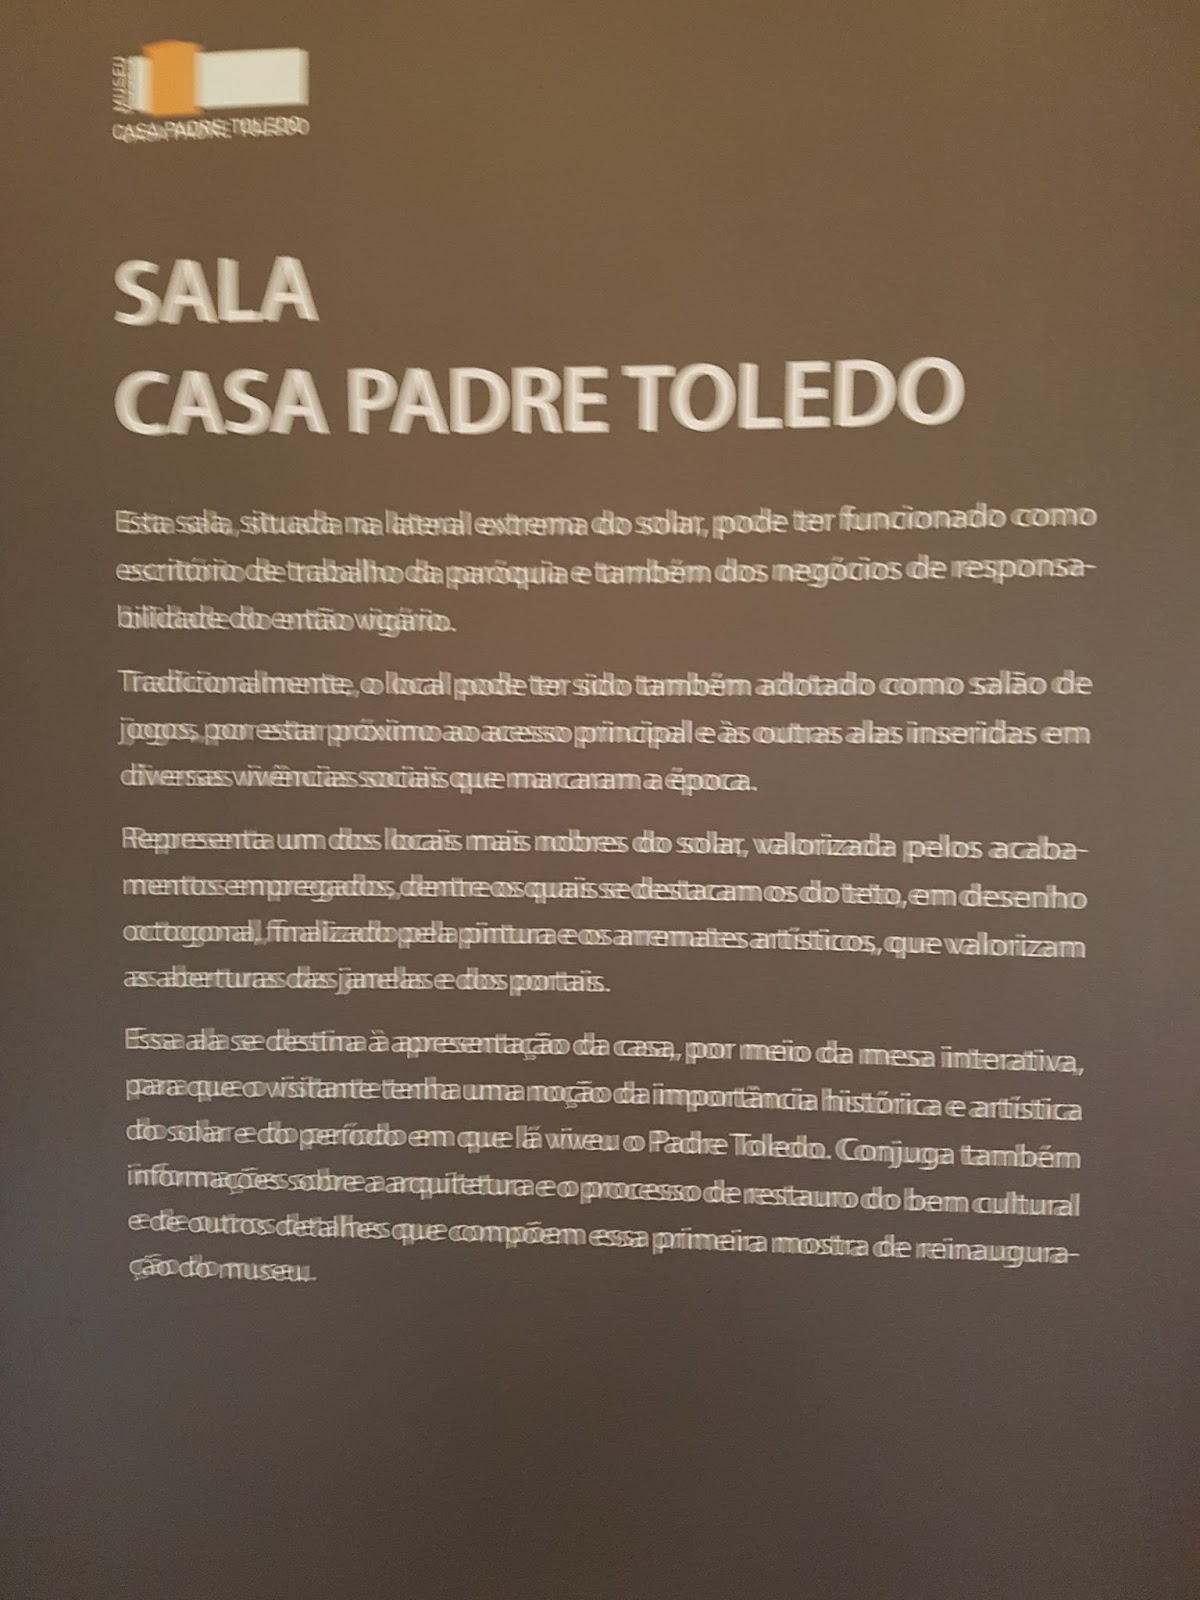 MUSEU
CASA PADRE TOLEDO
SALA
CASA PADRE TOLEDO
Esta sala, situada na lateral extrema do solar, pode ter funcionado como
escritório de trabalho da paróquia e também dos negócios de responsa-
bilidade do então vigário.
Tradicionalmente, o local pode ter sido também adotado como salão de
jogos, por estar próximo ao acesso principal e às outras alas inseridas em
diversas vivências sociais que marcaram a época.
Representa um dos locais mais nobres do solar, valorizada pelos acaba-
mentos empregados, dentre os quais se destacam os do teto, em desenho
octogonal, finalizado pela pintura e os arremates artísticos, que valorizam
as aberturas das janelas e dos portais.
Essa ala se destina à apresentação da casa, por meio da mesa interativa,
para que o visitante tenha uma noção da importância histórica e artística
do solar e do período em que lá viveu o Padre Toledo. Conjuga também
informações sobre a arquitetura e o processo de restauro do bem cultural
e de outros detalhes que compõem essa primeira mostra de reinaugura-
ção do museu.